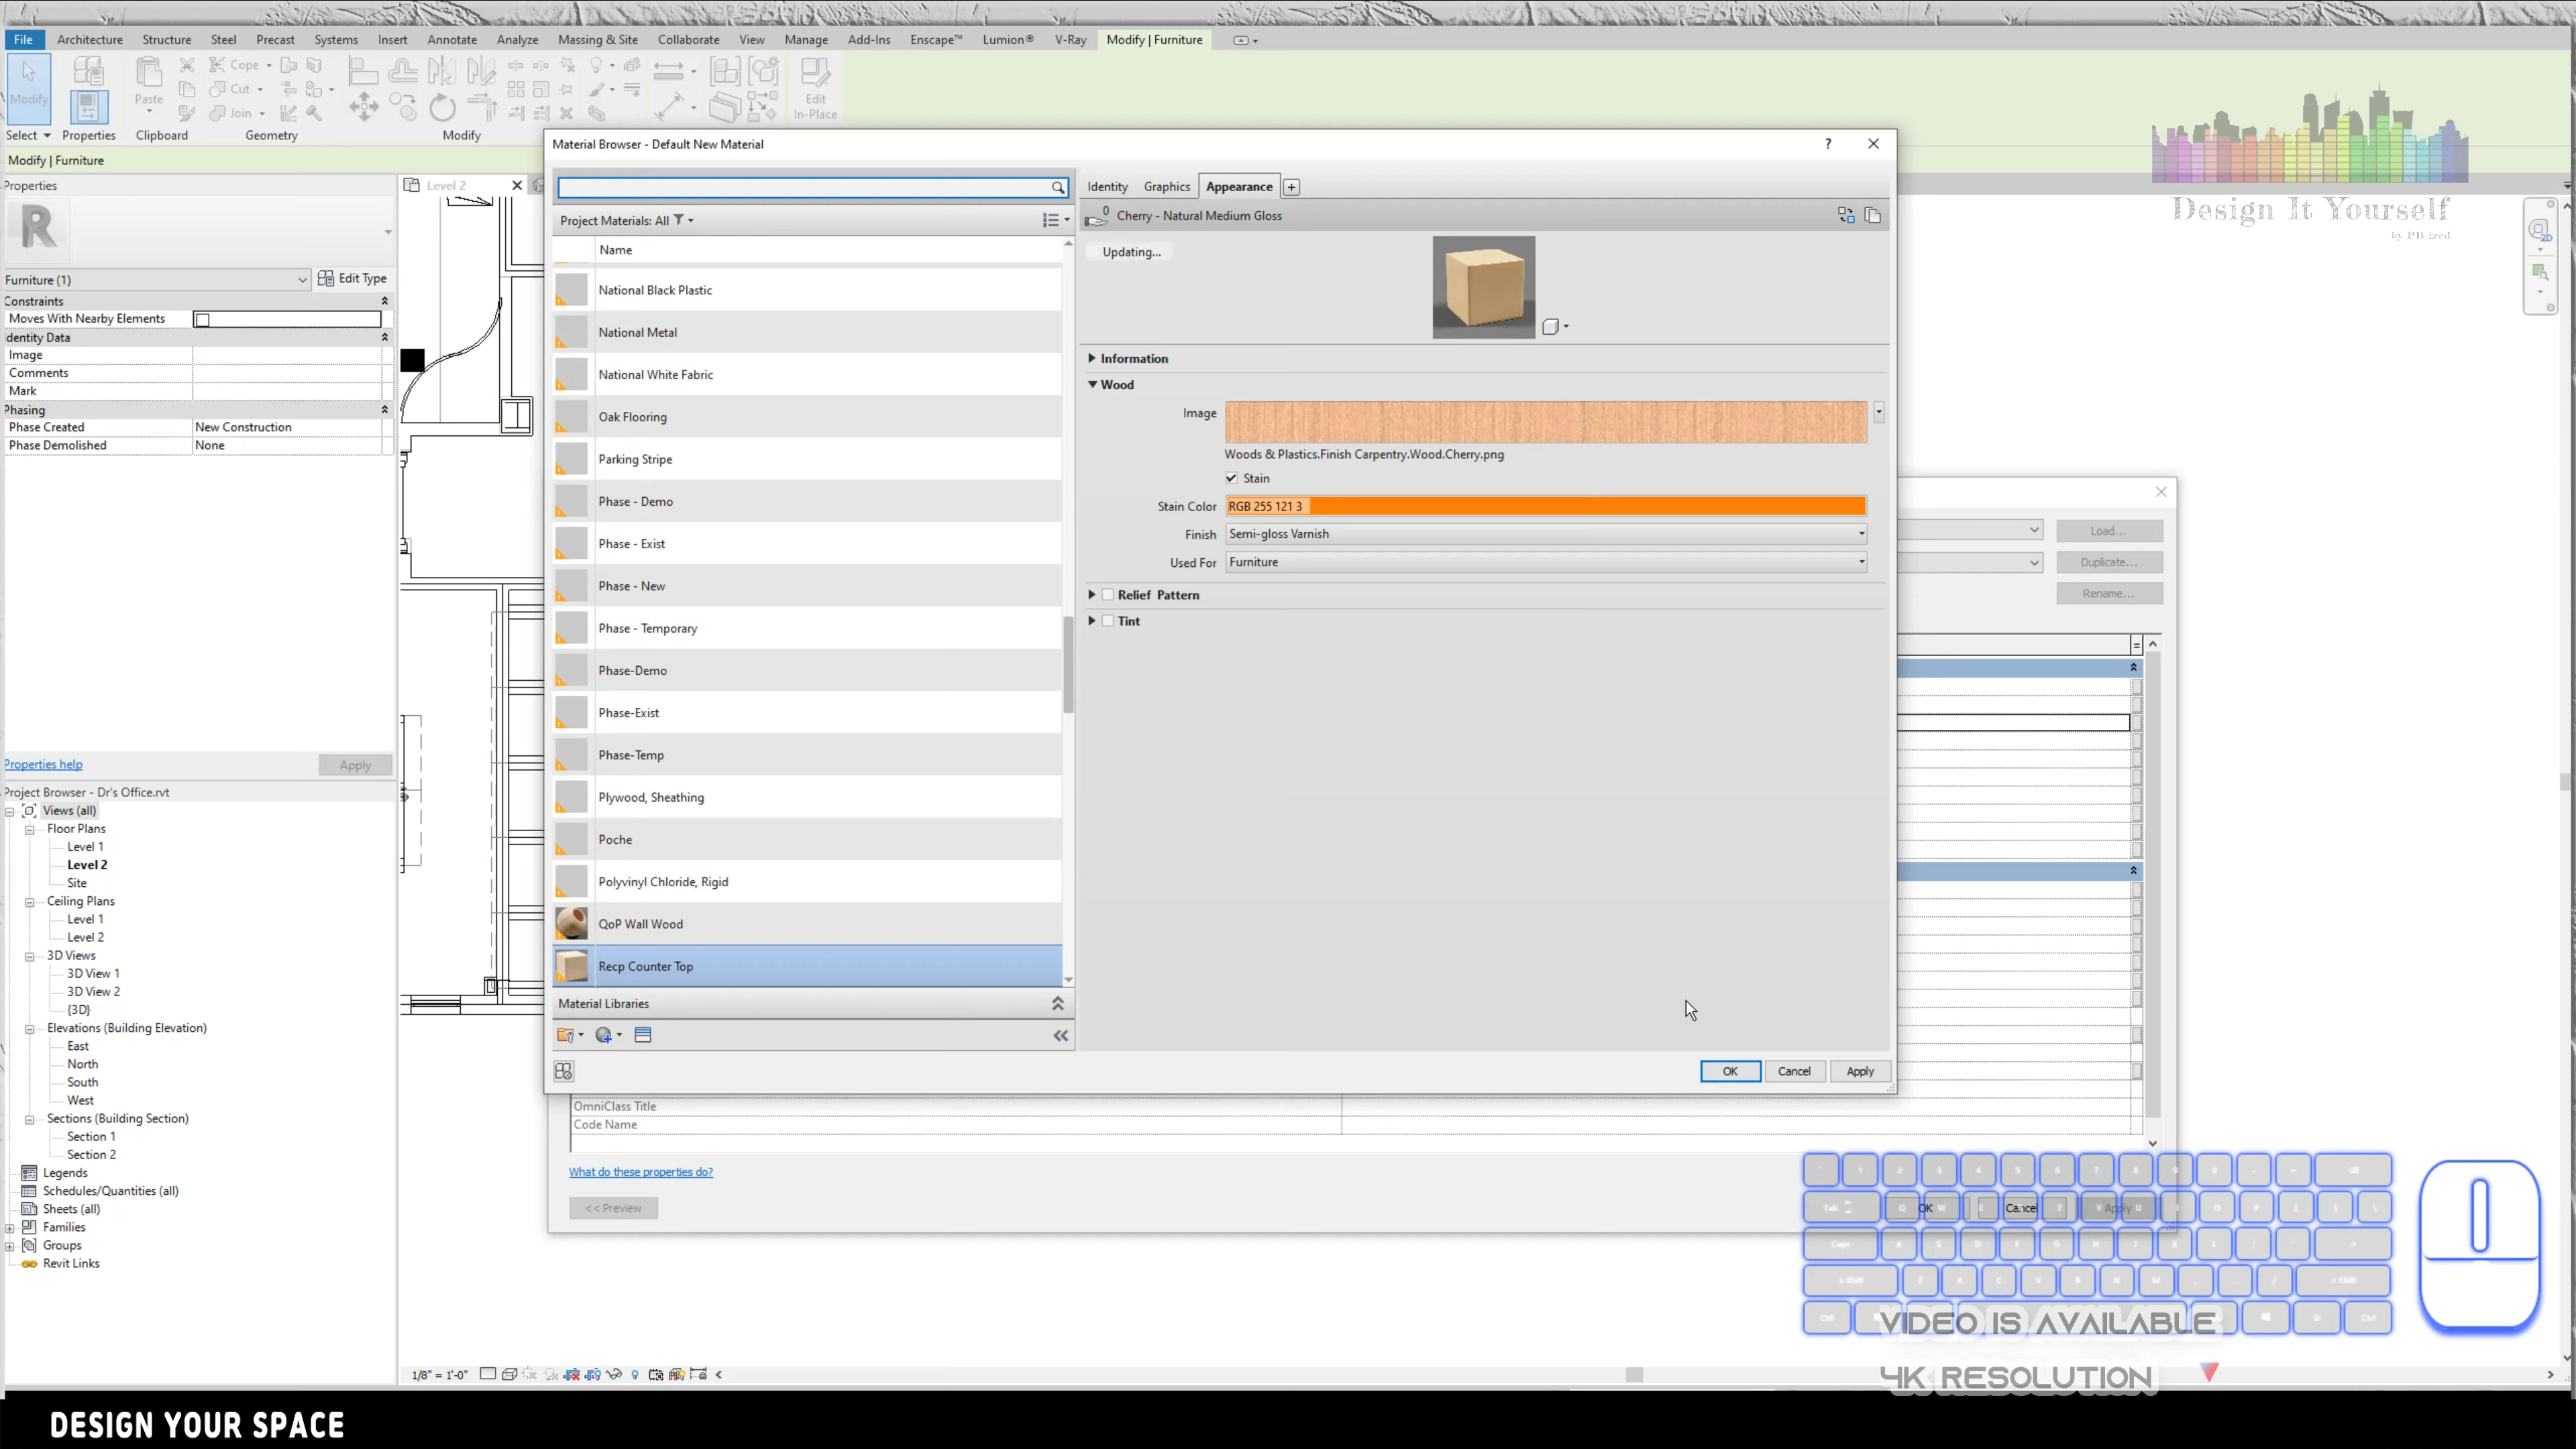 File Architecture Structure Steel Precast Systems Insert Annotate Analyze Massing & Site Collaborate View Manage Add-Ins Enscape™ Lumion® V-Ray Modify | Furniture
Modify Paste Cope Cut Join Edit In-Place
Select Properties Clipboard Geometry Modify
Modify | Furniture
Properties
R
Furniture (1) Edit Type
Constraints
Moves With Nearby Elements
Identity Data
Image
Comments
Mark
Phasing
Phase Created New Construction
Phase Demolished None
Properties help Apply
Project Browser - Dr's Office.rvt
Views (all)
Floor Plans
Level 1
Level 2
Site
Ceiling Plans
Level 1
Level 2
3D Views
3D View 1
3D View 2
{3D}
Elevations (Building Elevation)
East
North
South
West
Sections (Building Section)
Section 1
Section 2
Legends
Schedules/Quantities (all)
Sheets (all)
Families
Groups
Revit Links
Level 2
Material Browser - Default New Material ?
Project Materials: All
Name
National Black Plastic
National Metal
National White Fabric
Oak Flooring
Parking Stripe
Phase - Demo
Phase - Exist
Phase - New
Phase - Temporary
Phase-Demo
Phase-Exist
Phase-Temp
Plywood, Sheathing
Poche
Polyvinyl Chloride, Rigid
QoP Wall Wood
Recp Counter Top
Material Libraries
Identity Graphics Appearance
0 Cherry - Natural Medium Gloss
Updating...
Information
Wood
Image
Woods & Plastics.Finish Carpentry.Wood.Cherry.png
Stain
Stain Color RGB 255 121 3
Finish Semi-gloss Varnish
Used For Furniture
Relief Pattern
Tint
OK Cancel Apply
Load...
Duplicate...
Rename...
=
OmniClass Title
Code Name
What do these properties do?
<< Preview OK Cancel Apply
Design It Yourself
by PB ized
2D
1/8" = 1'-0"
VIDEO IS AVAILABLE
4K RESOLUTION
DESIGN YOUR SPACE